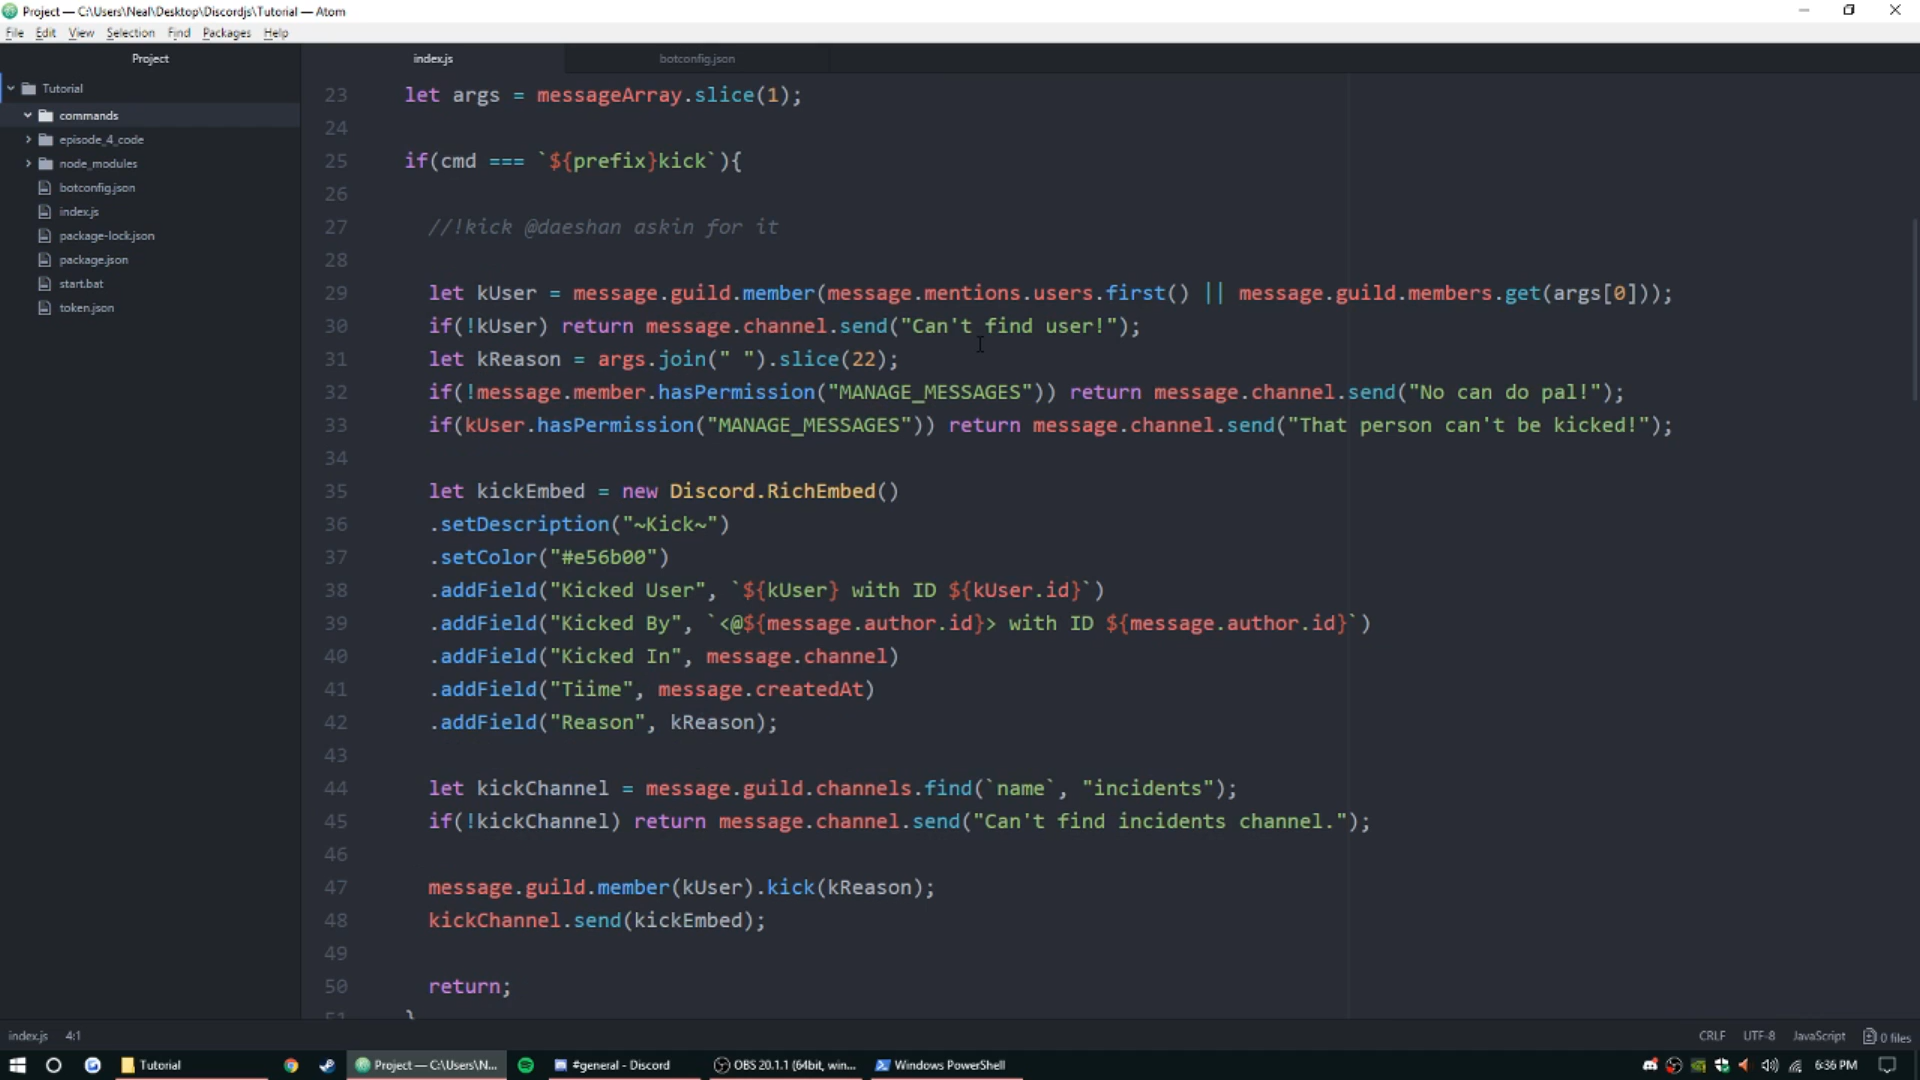 Project — C:\Users\Neal\Desktop\Discordjs\Tutorial — Atom
File Edit View Selection Find Packages Help
Project
Tutorial
commands
episode_4_code
node_modules
botconfig.json
index.js
package-lock.json
package.json
start.bat
token.json
index.js botconfig.json
23 let args = messageArray.slice(1);
24
25 if(cmd === `${prefix}kick`){
26
27 //!kick @daeshan askin for it
28
29 let kUser = message.guild.member(message.mentions.users.first() || message.guild.members.get(args[0]));
30 if(!kUser) return message.channel.send("Can't find user!");
31 let kReason = args.join(" ").slice(22);
32 if(!message.member.hasPermission("MANAGE_MESSAGES")) return message.channel.send("No can do pal!");
33 if(kUser.hasPermission("MANAGE_MESSAGES")) return message.channel.send("That person can't be kicked!");
34
35 let kickEmbed = new Discord.RichEmbed()
36 .setDescription("~Kick~")
37 .setColor("#e56b00")
38 .addField("Kicked User", `${kUser} with ID ${kUser.id}`)
39 .addField("Kicked By", `<@${message.author.id}> with ID ${message.author.id}`)
40 .addField("Kicked In", message.channel)
41 .addField("Tiime", message.createdAt)
42 .addField("Reason", kReason);
43
44 let kickChannel = message.guild.channels.find(`name`, "incidents");
45 if(!kickChannel) return message.channel.send("Can't find incidents channel.");
46
47 message.guild.member(kUser).kick(kReason);
48 kickChannel.send(kickEmbed);
49
50 return;
51 }
index.js 4:1 CRLF UTF-8 JavaScript 0 files
Tutorial Project — C:\Users\N... #general - Discord OBS 20.1.1 (64bit, win... Windows PowerShell 6:36 PM